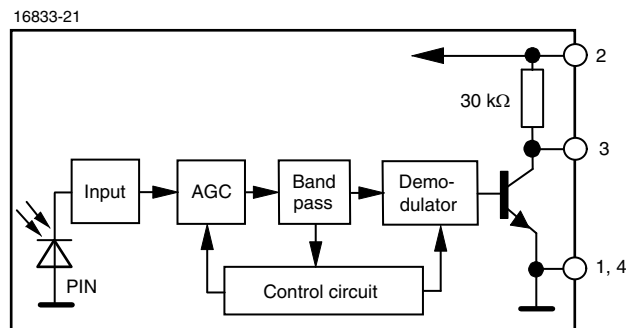 16833-21
2
30 kΩ
3
Input
AGC
Band
pass
Demo-
dulator
1, 4
PIN
Control circuit